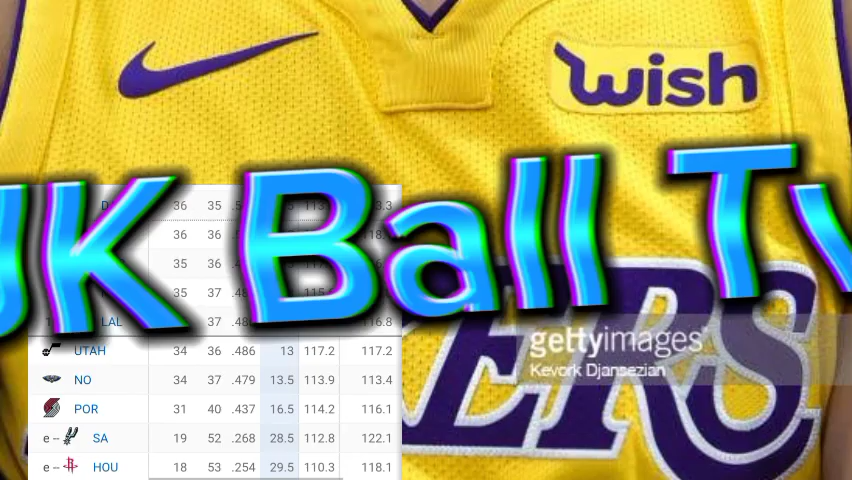 wish
UK Ball Tv
36 35
36 36
35 36
35 37
LAL 37
UTAH 34 36 .486 13 117.2 117.2
NO 34 37 .479 13.5 113.9 113.4
POR 31 40 .437 16.5 114.2 116.1
e -- SA 19 52 .268 28.5 112.8 122.1
e -- HOU 18 53 .254 29.5 110.3 118.1
ERS
gettyimages®
Kevork Djansezian